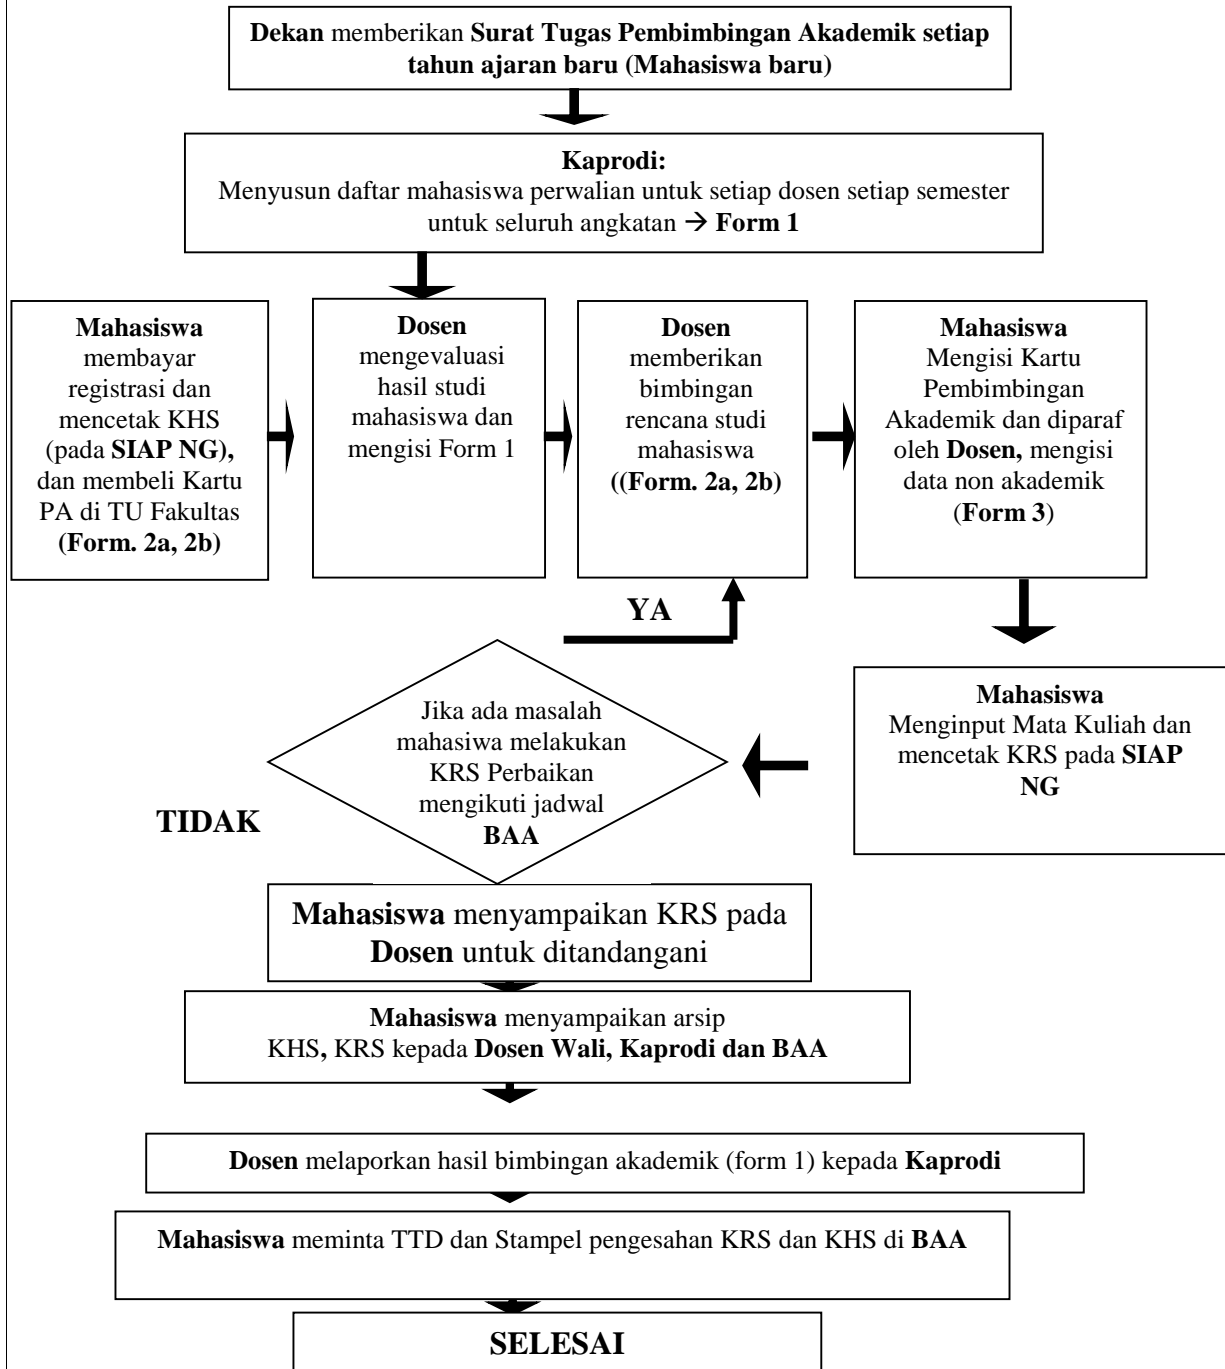 Dekan memberikan Surat Tugas Pembimbingan Akademik setiap
tahun ajaran baru (Mahasiswa baru)
Kaprodi:
Menyusun daftar mahasiswa perwalian untuk setiap dosen setiap semester
untuk seluruh angkatan → Form 1
Mahasiswa
membayar
registrasi dan
mencetak KHS
(pada SIAP NG),
dan membeli Kartu
PA di TU Fakultas
(Form. 2a, 2b)
Dosen
mengevaluasi
hasil studi
mahasiswa dan
mengisi Form 1
Dosen
memberikan
bimbingan
rencana studi
mahasiswa
((Form. 2a, 2b)
Mahasiswa
Mengisi Kartu
Pembimbingan
Akademik dan diparaf
oleh Dosen, mengisi
data non akademik
(Form 3)
YA
Mahasiswa
Menginput Mata Kuliah dan
mencetak KRS pada SIAP
NG
Jika ada masalah
mahasiwa melakukan
KRS Perbaikan
mengikuti jadwal
BAA
TIDAK
Mahasiswa menyampaikan KRS pada
Dosen untuk ditandangani
Mahasiswa menyampaikan arsip
KHS, KRS kepada Dosen Wali, Kaprodi dan BAA
Dosen melaporkan hasil bimbingan akademik (form 1) kepada Kaprodi
Mahasiswa meminta TTD dan Stampel pengesahan KRS dan KHS di BAA
SELESAI